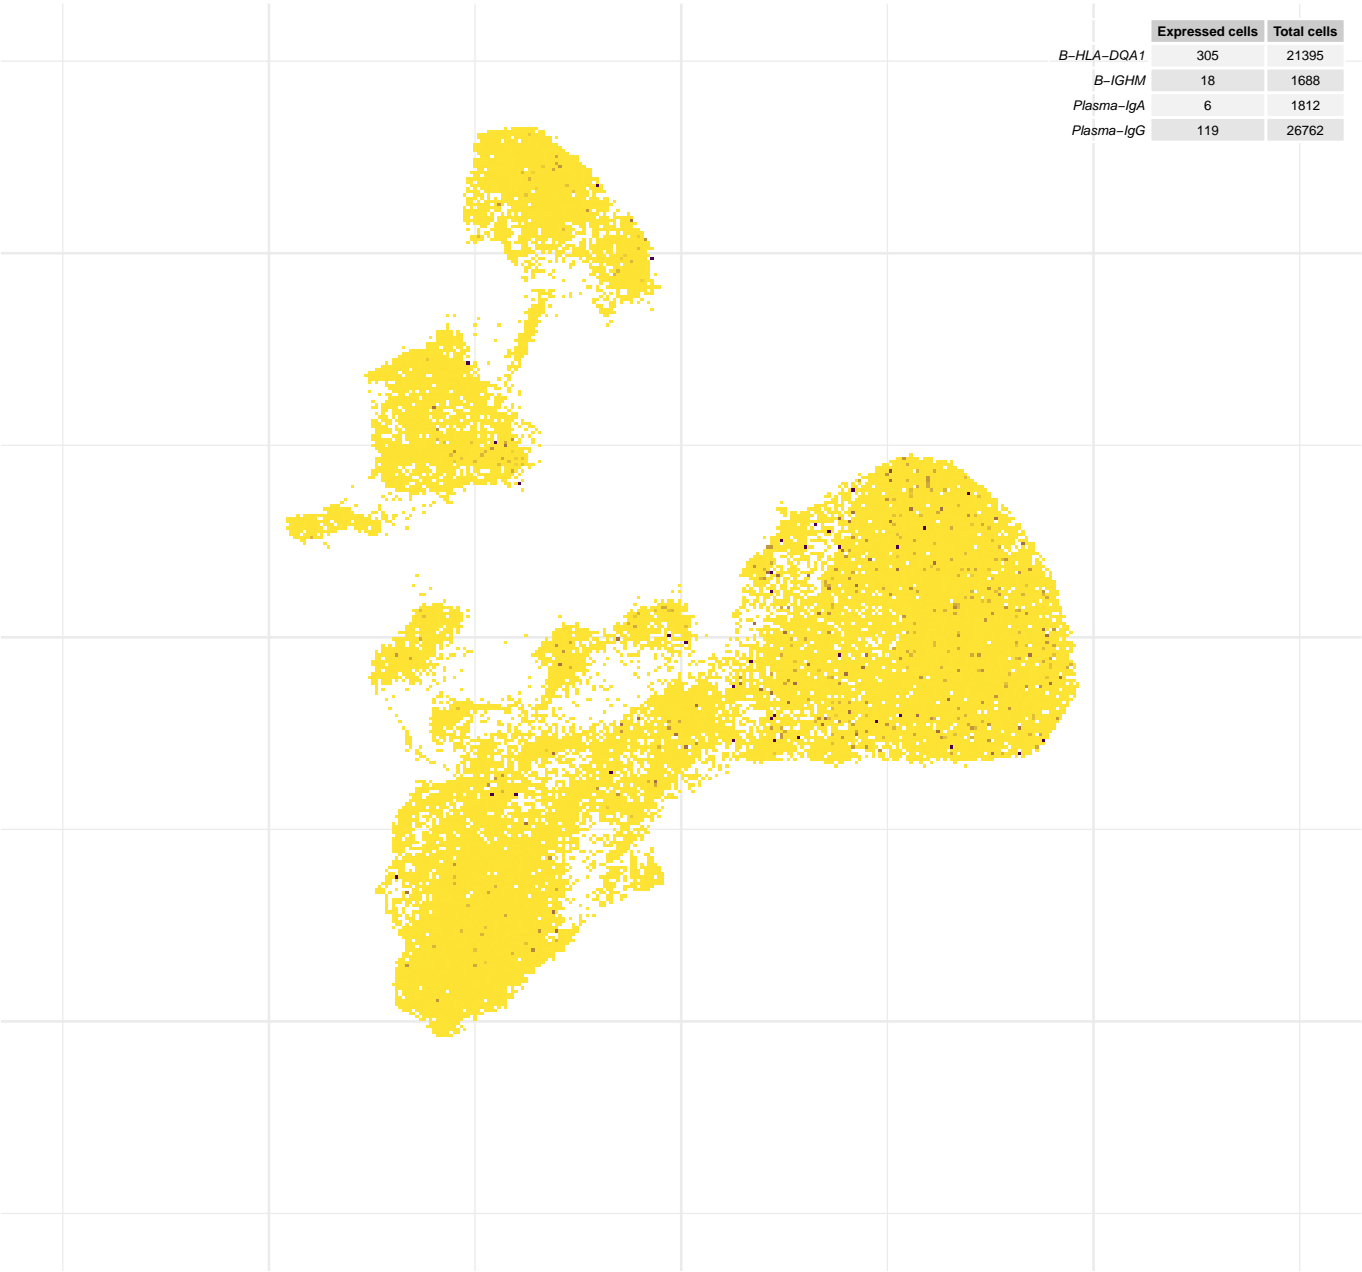 Expressed cells Total cells
B−HLA−DQA1 305 21395
B−IGHM 18 1688
Plasma−IgA 6 1812
Plasma−IgG 119 26762